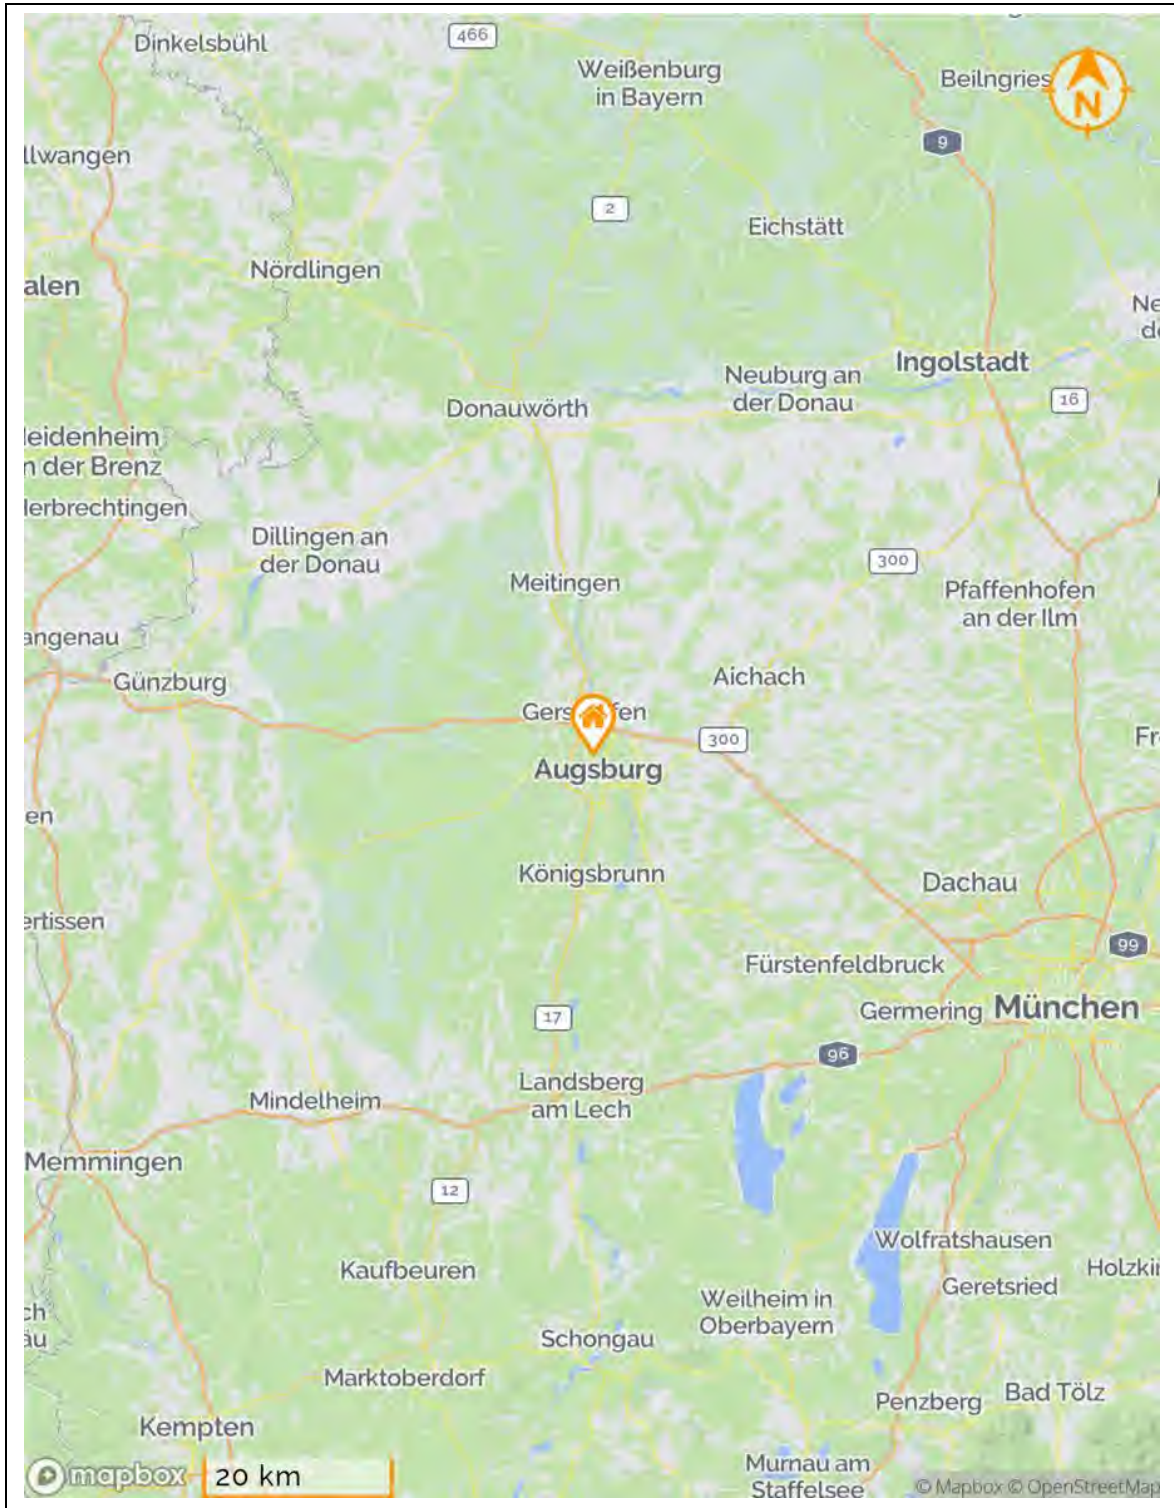 Dinkelsbühl
466
Weißenburg
in Bayern
Beilngries
N
llwangen
9
2
Eichstätt
Nördlingen
alen
Ne
de
Ingolstadt
Neuburg an
der Donau
16
Donauwörth
leidenheim
n der Brenz
lerbrechtingen
Dillingen an
der Donau
300
Meitingen
Pfaffenhofen
an der Ilm
angenau
Günzburg
Aichach
Gers fen
300
Fr
Augsburg
en
Königsbrunn
Dachau
ertissen
99
Fürstenfeldbruck
Germering
München
17
96
Landsberg
am Lech
Mindelheim
Memmingen
12
Wolfratshausen
Kaufbeuren
Holzkir
Geretsried
Weilheim in
Oberbayern
ch
äu
Schongau
Marktoberdorf
Penzberg
Bad Tölz
Kempten
Murnau am
Staffelsee
mapbox
20 km
© Mapbox © OpenStreetMap